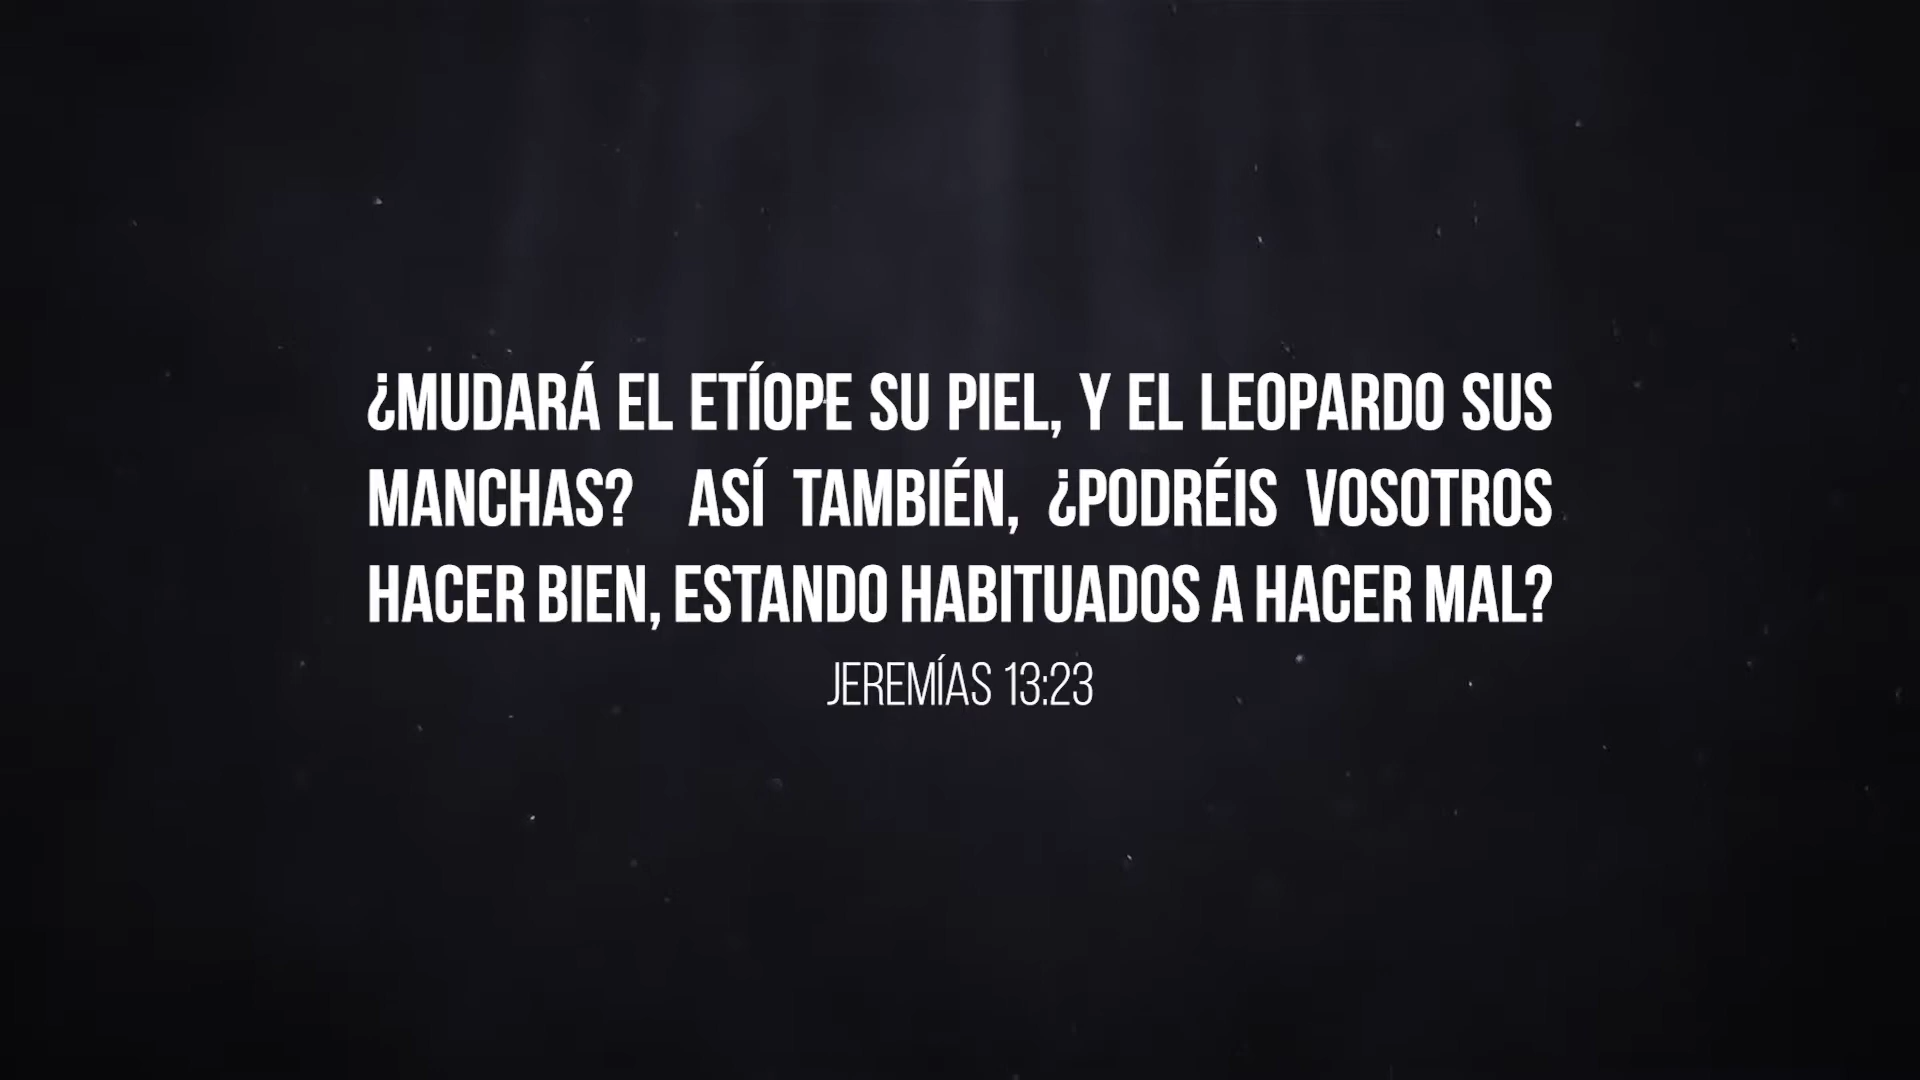 ¿MUDARÁ EL ETÍOPE SU PIEL, Y EL LEOPARDO SUS
MANCHAS? ASÍ TAMBIÉN, ¿PODRÉIS VOSOTROS
HACER BIEN, ESTANDO HABITUADOS A HACER MAL?
JEREMÍAS 13:23